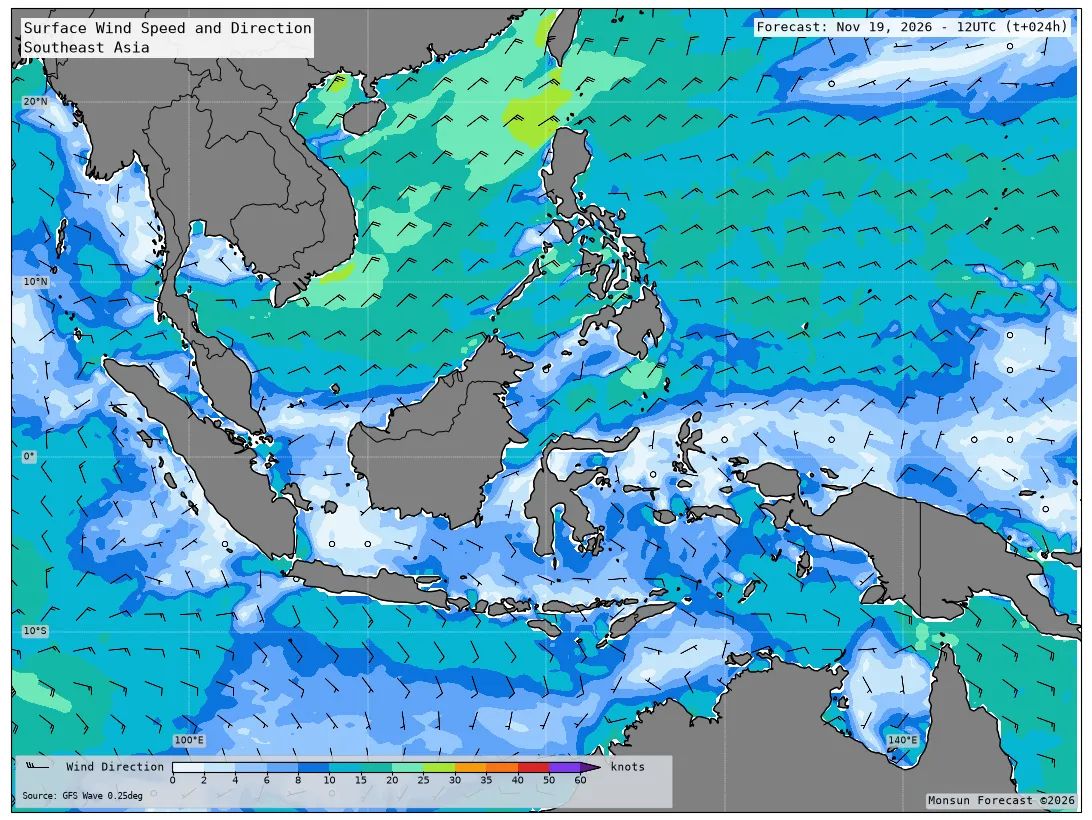 Surface Wind Speed and Direction
Southeast Asia
Forecast: Nov 19, 2026 - 12UTC (t+024h)
20°N
10°N
0°
10°S
100°E
140°E
Wind Direction
0 2 4 6 8 10 15 20 25 30 35 40 50 60
knots
Source: GFS Wave 0.25deg
Monsun Forecast ©2026